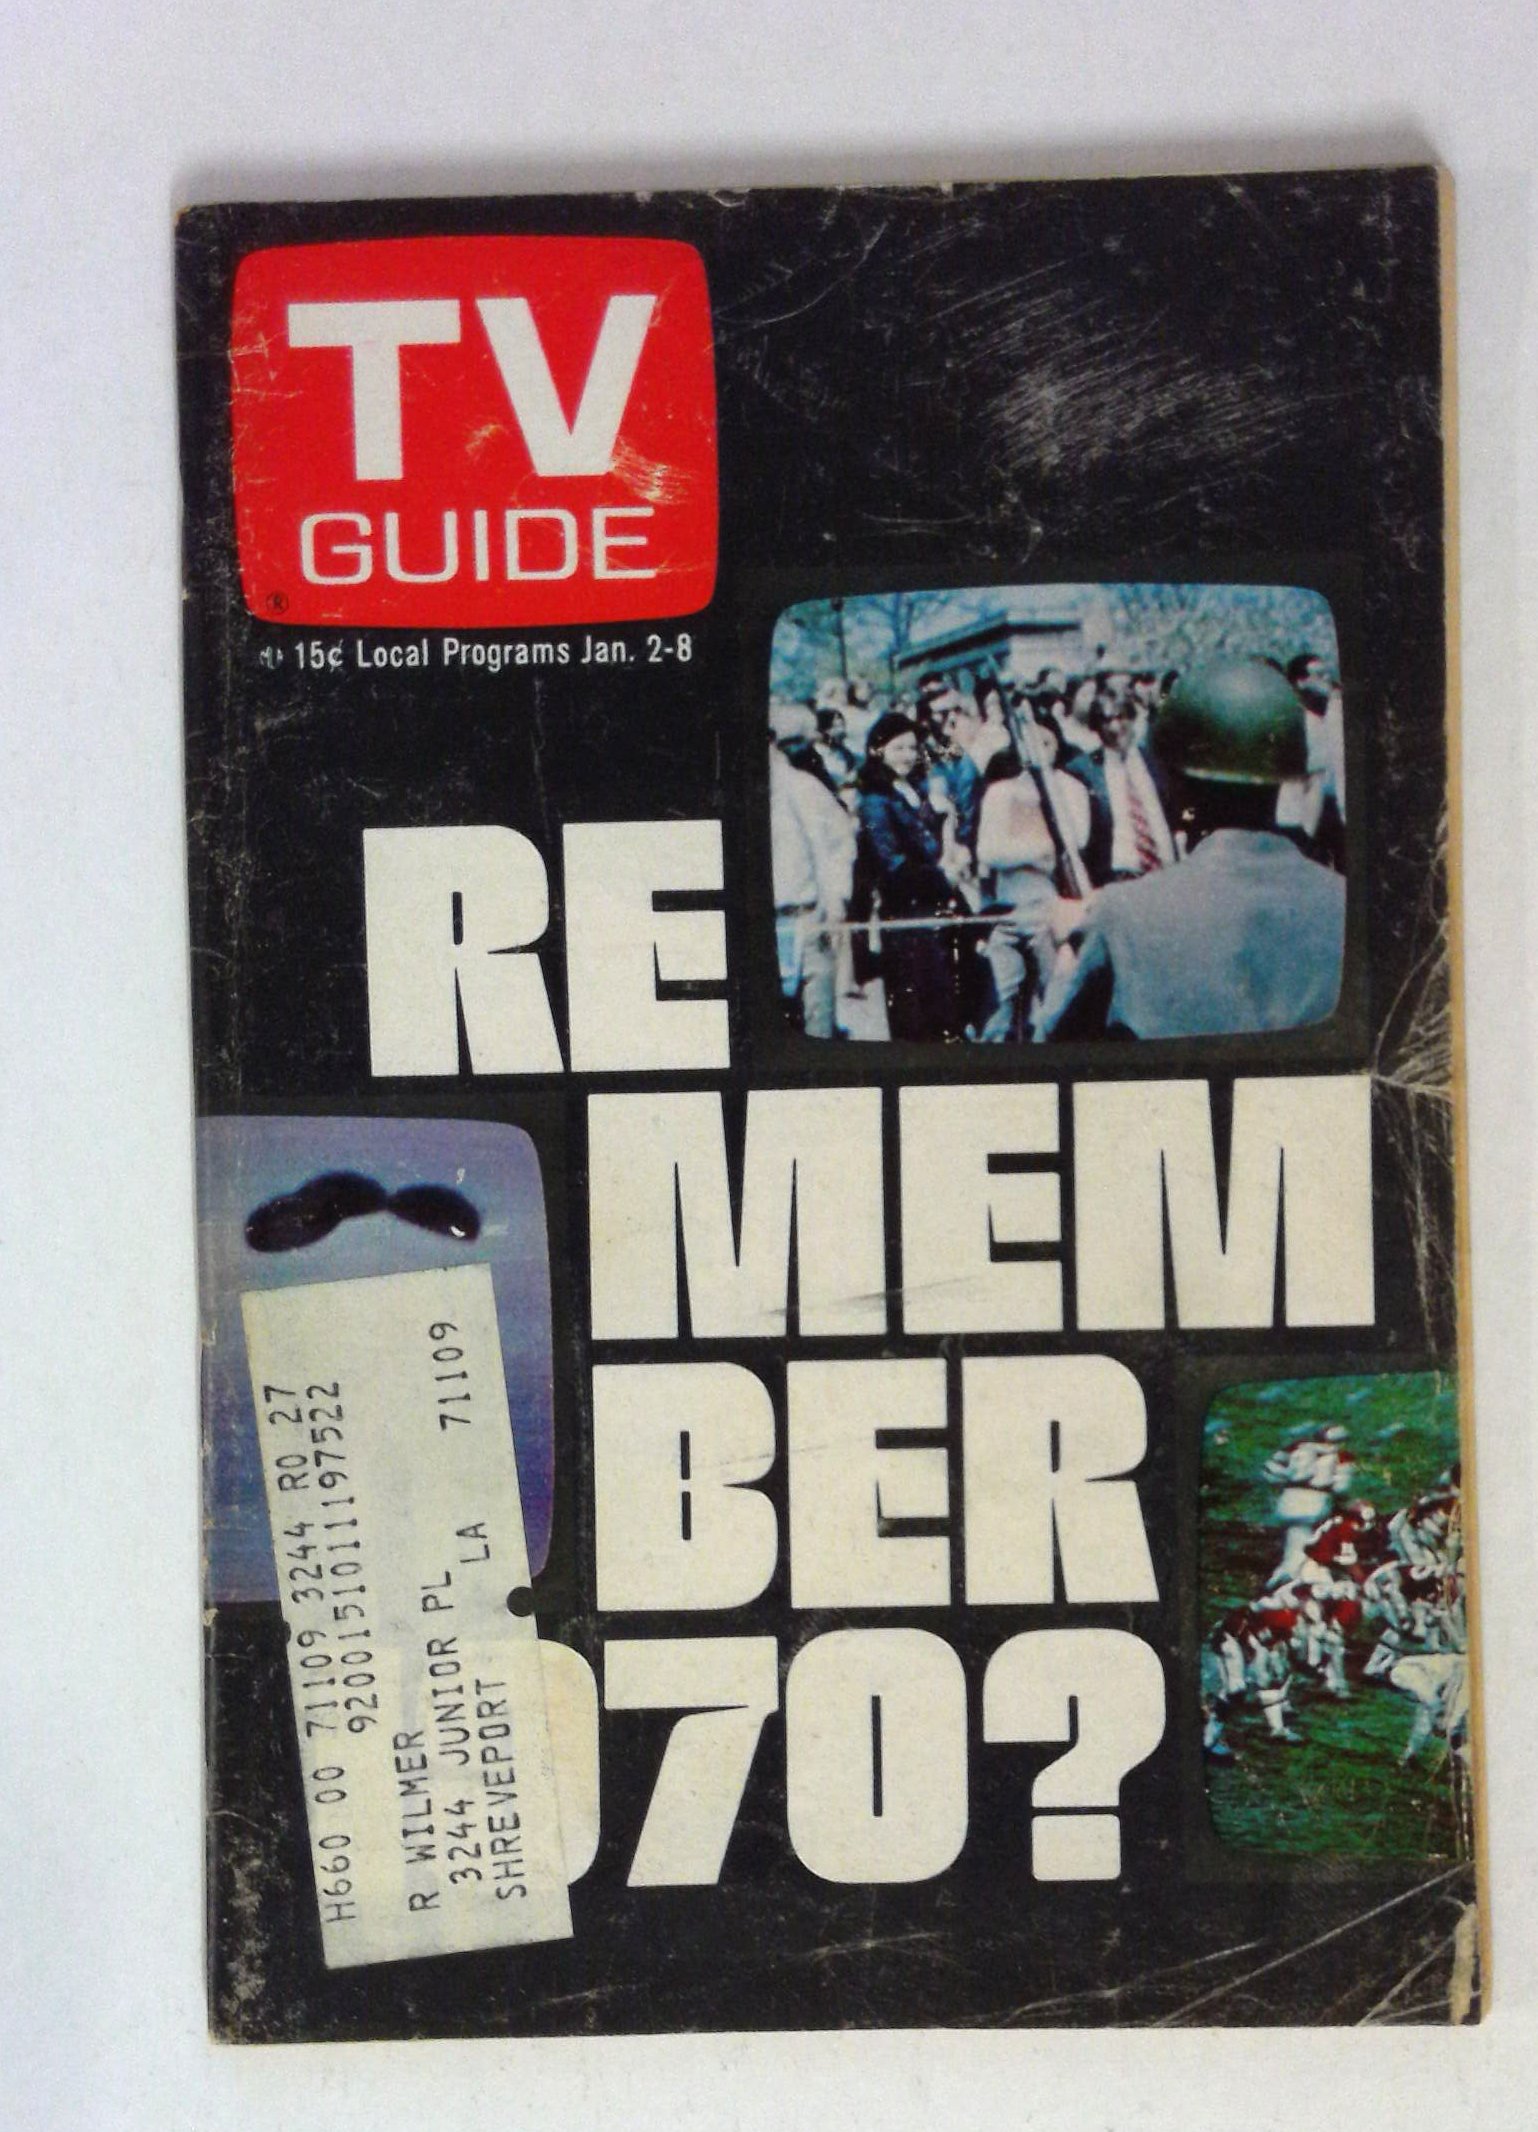 TV
GUIDE
®
15¢ Local Programs Jan. 2-8
RE
MEM
BER
970?
H660 00 71109 3244 RO 27
92001510111197522
R WILMER
3244 JUNIOR PL
SHREVEPORT LA 71109